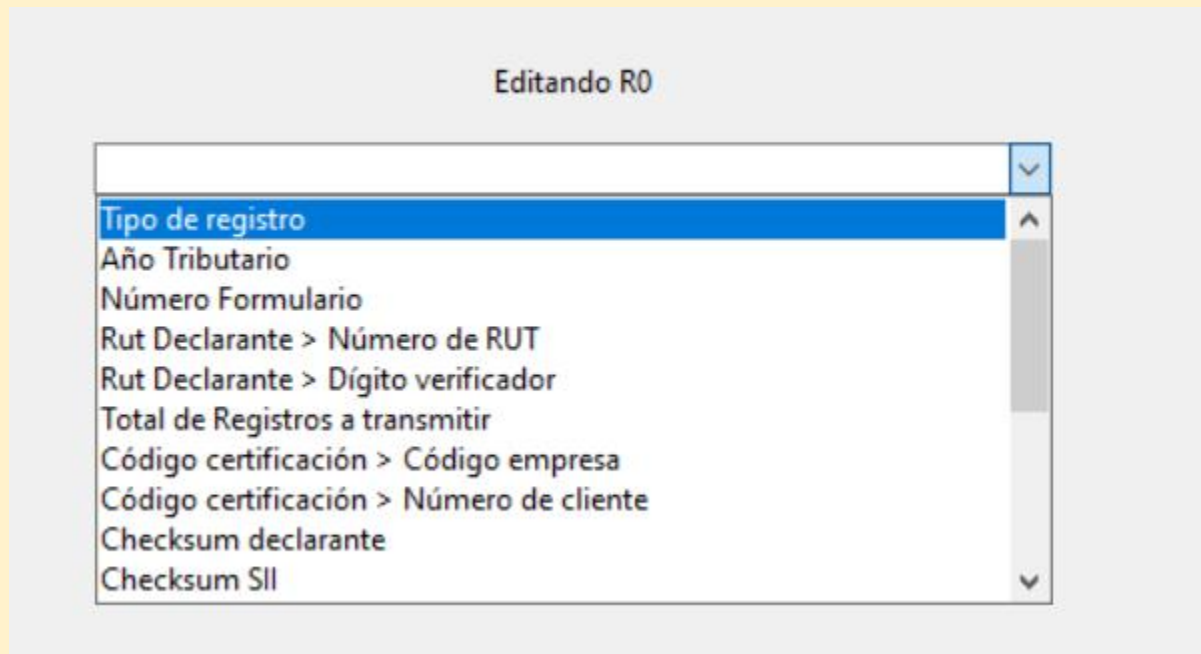 Editando R0
Tipo de registro
Año Tributario
Número Formulario
Rut Declarante > Número de RUT
Rut Declarante > Dígito verificador
Total de Registros a transmitir
Código certificación > Código empresa
Código certificación > Número de cliente
Checksum declarante
Checksum SII